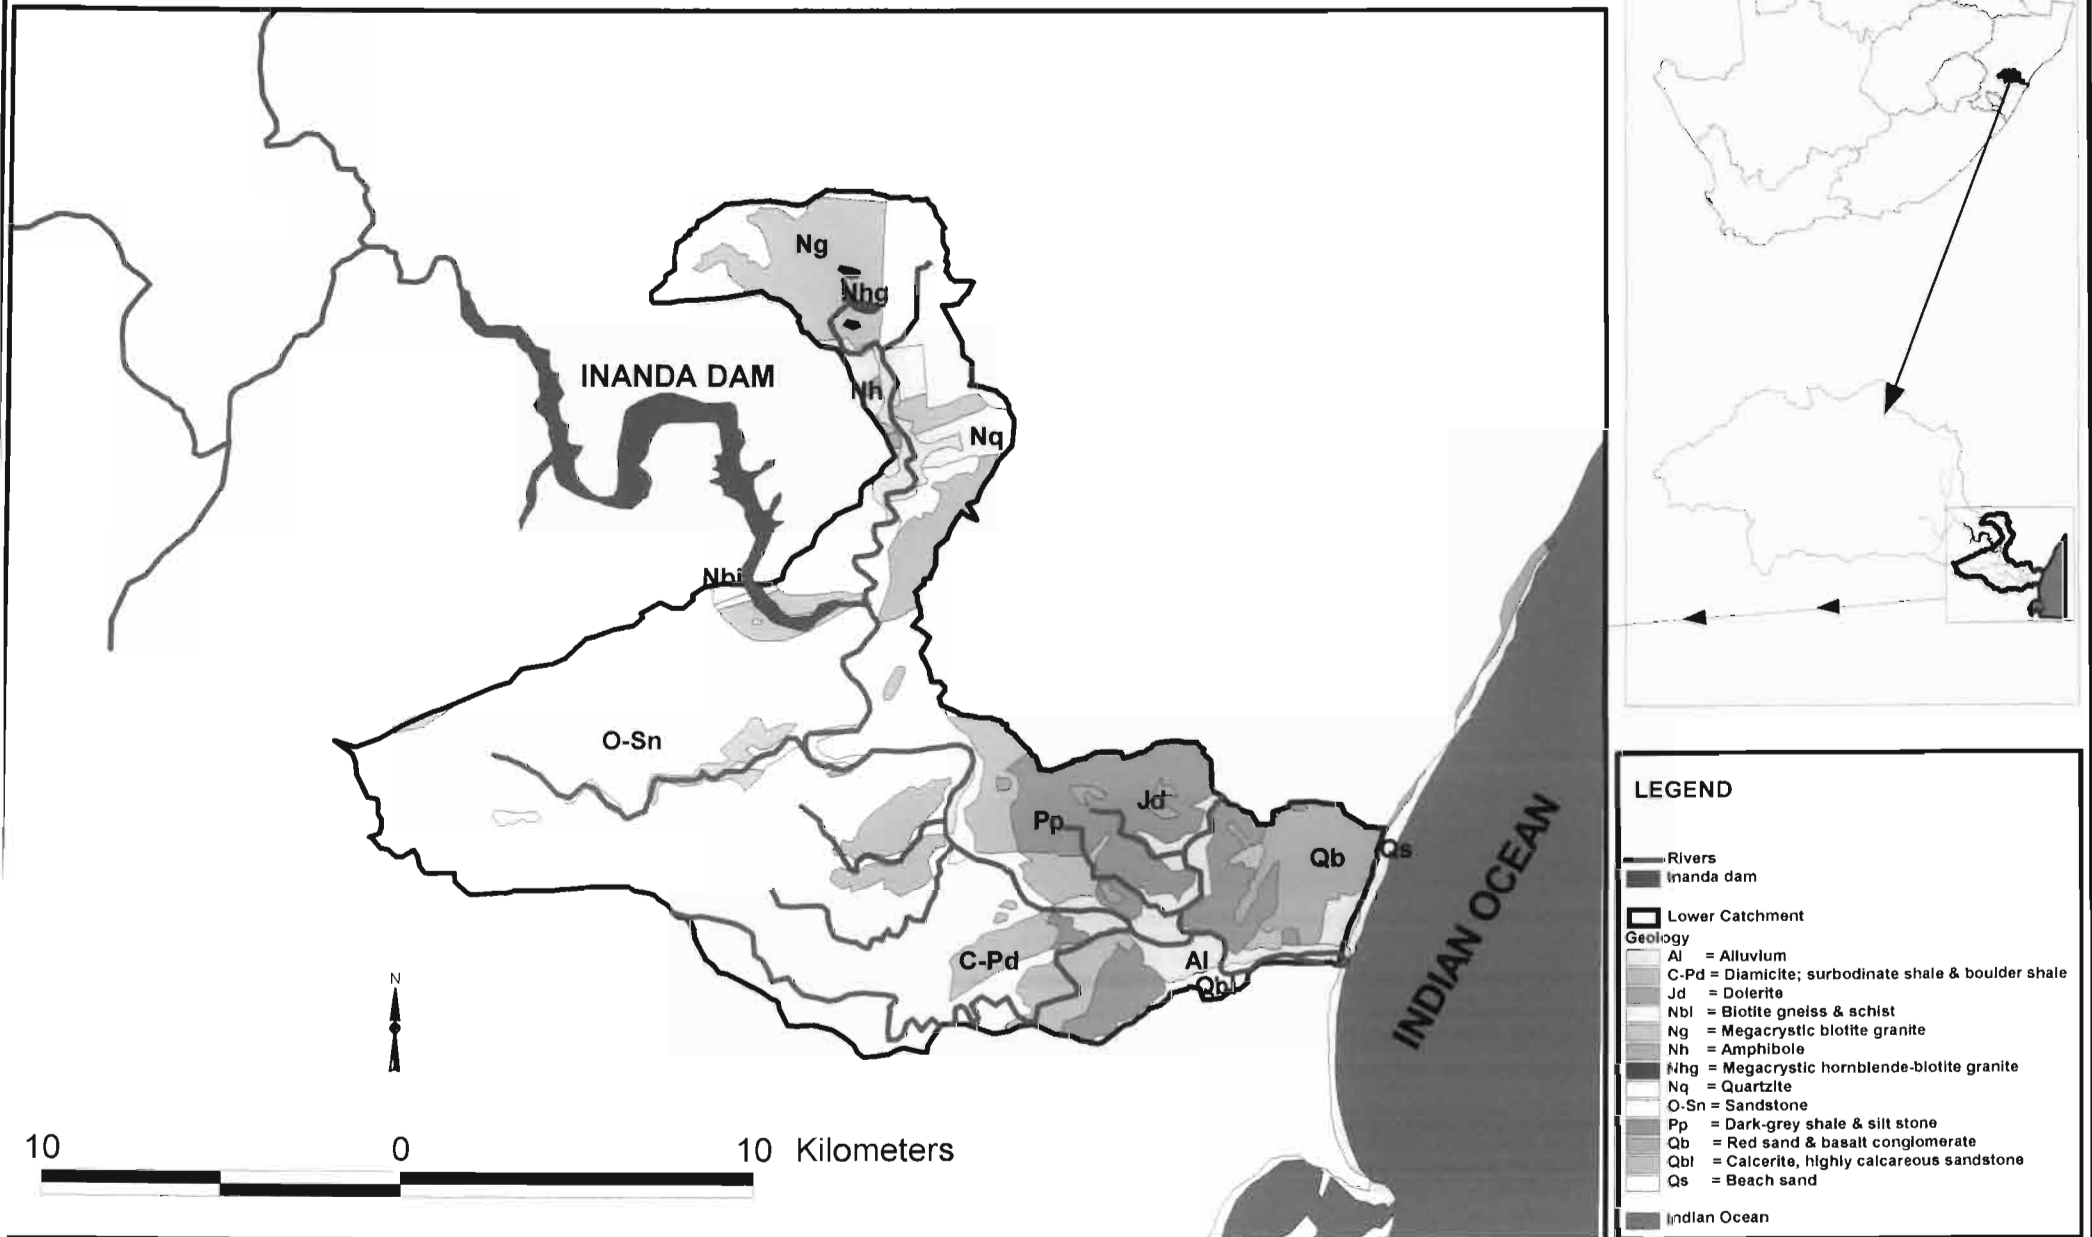 Ng
Nhg
INANDA DAM
Nh
Nq
Nbi
O-Sn
Jd
Pp
Qb
Qs
C-Pd
Al
Qbl
INDIAN OCEAN
N
10 0 10 Kilometers
LEGEND
Rivers
Inanda dam
Lower Catchment
Geology
Al = Alluvium
C-Pd = Diamicite; surbodinate shale & boulder shale
Jd = Dolerite
Nbl = Biotite gneiss & schist
Ng = Megacrystic biotite granite
Nh = Amphibole
Nhg = Megacrystic hornblende-biotite granite
Nq = Quartzite
O-Sn = Sandstone
Pp = Dark-grey shale & silt stone
Qb = Red sand & basalt conglomerate
Qbl = Calcerite, highly calcareous sandstone
Qs = Beach sand
Indian Ocean